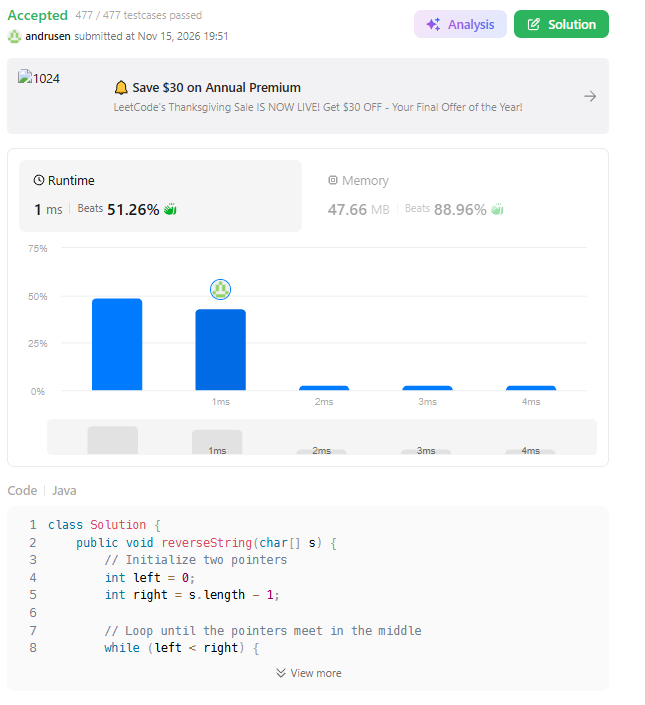 Accepted 477 / 477 testcases passed
andrusen submitted at Nov 15, 2026 19:51
Analysis
Solution
1024
Save $30 on Annual Premium
LeetCode's Thanksgiving Sale IS NOW LIVE! Get $30 OFF - Your Final Offer of the Year!
Runtime
1 ms Beats 51.26%
Memory
47.66 MB Beats 88.96%
75%
50%
25%
0%
1ms 2ms 3ms 4ms
1ms 2ms 3ms 4ms
Code Java
1 class Solution {
2     public void reverseString(char[] s) {
3         // Initialize two pointers
4         int left = 0;
5         int right = s.length - 1;
6
7         // Loop until the pointers meet in the middle
8         while (left < right) {
View more